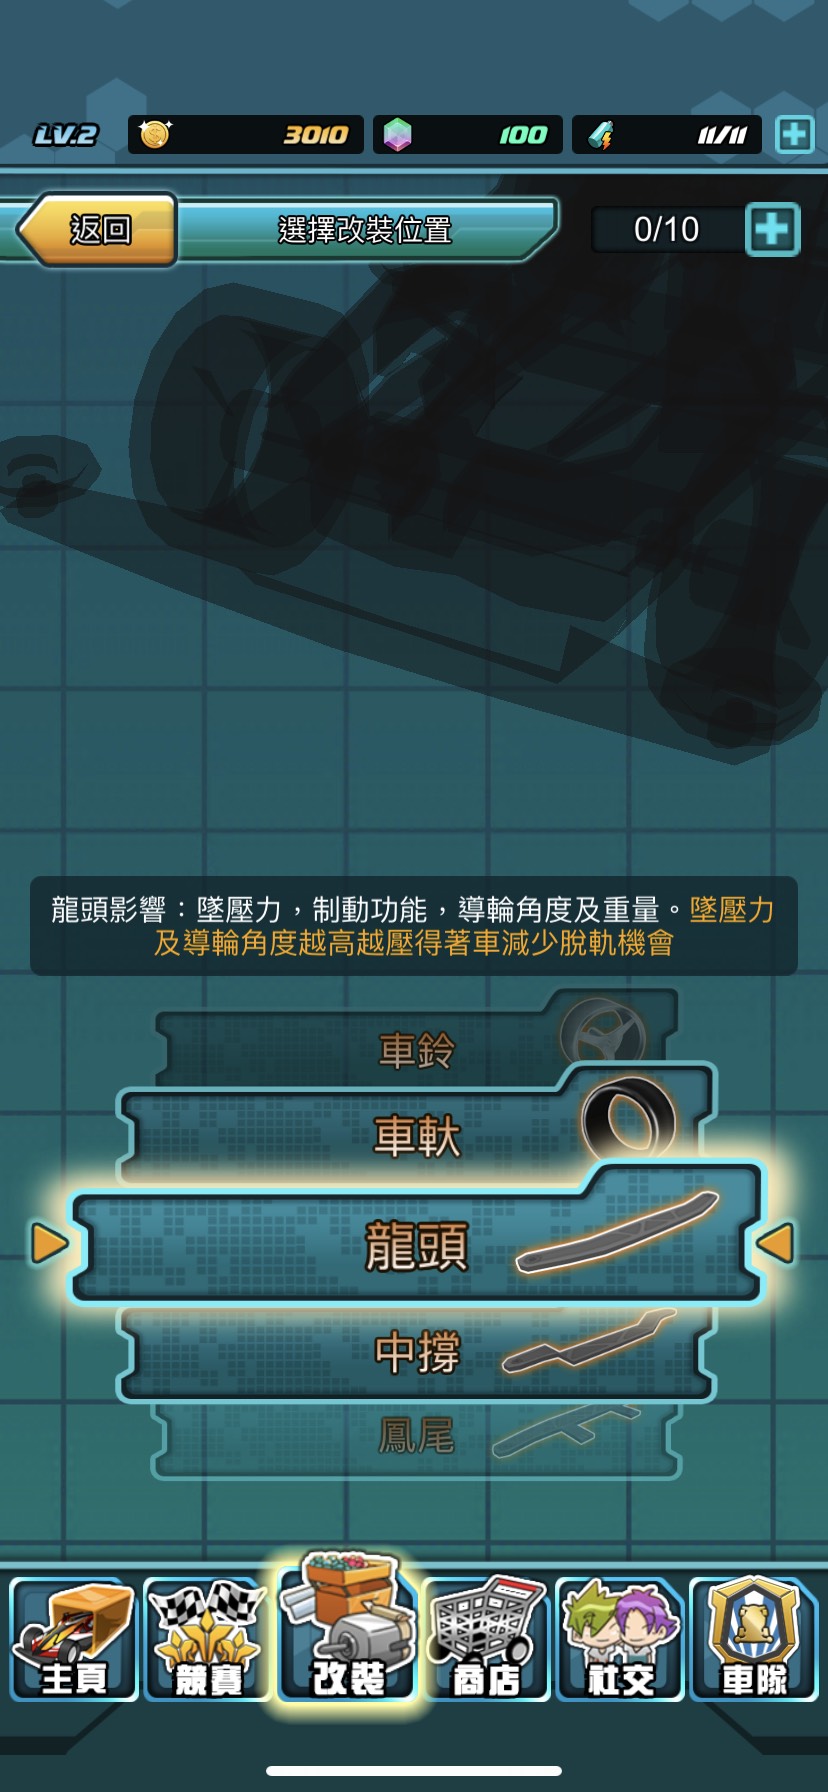 LV.2
3010
100
11/11
返回
選擇改裝位置
0/10
龍頭影響：墜壓力，制動功能，導輪角度及重量。墜壓力
及導輪角度越高越壓得著車減少脫軌機會
車鈴
車軚
龍頭
中撐
鳳尾
主頁
競賽
改裝
商店
社交
車隊